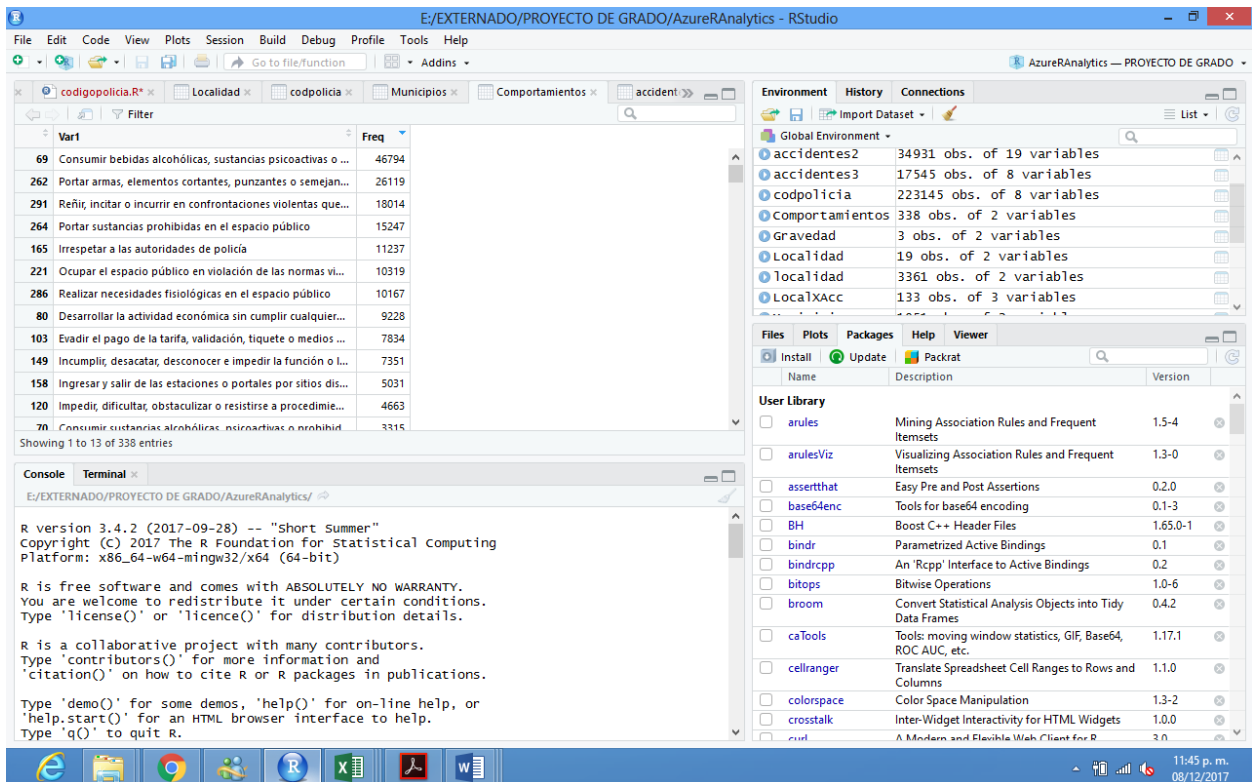 E:/EXTERNADO/PROYECTO DE GRADO/AzureRAnalytics - RStudio
File Edit Code View Plots Session Build Debug Profile Tools Help
Go to file/function Addins AzureRAnalytics — PROYECTO DE GRADO
codigopolicia.R* Localidad codpolicia Municipios Comportamientos accident
Filter
Var1 Freq
69 Consumir bebidas alcohólicas, sustancias psicoactivas o ... 46794
262 Portar armas, elementos cortantes, punzantes o semejan... 26119
291 Reñir, incitar o incurrir en confrontaciones violentas que... 18014
264 Portar sustancias prohibidas en el espacio público 15247
165 Irrespetar a las autoridades de policía 11237
221 Ocupar el espacio público en violación de las normas vi... 10319
286 Realizar necesidades fisiológicas en el espacio público 10167
80 Desarrollar la actividad económica sin cumplir cualquier... 9228
103 Evadir el pago de la tarifa, validación, tiquete o medios ... 7834
149 Incumplir, desacatar, desconocer e impedir la función o l... 7351
158 Ingresar y salir de las estaciones o portales por sitios dis... 5031
120 Impedir, dificultar, obstaculizar o resistirse a procedimie... 4663
70 Consumir sustancias alcohólicas, psicoactivas o prohibid... 3315
Showing 1 to 13 of 338 entries
Console Terminal
E:/EXTERNADO/PROYECTO DE GRADO/AzureRAnalytics/
R version 3.4.2 (2017-09-28) -- "Short Summer"
Copyright (C) 2017 The R Foundation for Statistical Computing
Platform: x86_64-w64-mingw32/x64 (64-bit)
R is free software and comes with ABSOLUTELY NO WARRANTY.
You are welcome to redistribute it under certain conditions.
Type 'license()' or 'licence()' for distribution details.
R is a collaborative project with many contributors.
Type 'contributors()' for more information and
'citation()' on how to cite R or R packages in publications.
Type 'demo()' for some demos, 'help()' for on-line help, or
'help.start()' for an HTML browser interface to help.
Type 'q()' to quit R.
Environment History Connections
Import Dataset List
Global Environment
accidentes2 34931 obs. of 19 variables
accidentes3 17545 obs. of 8 variables
codpolicia 223145 obs. of 8 variables
Comportamientos 338 obs. of 2 variables
Gravedad 3 obs. of 2 variables
Localidad 19 obs. of 2 variables
localidad 3361 obs. of 2 variables
LocalXAcc 133 obs. of 3 variables
Files Plots Packages Help Viewer
Install Update Packrat
Name Description Version
User Library
arules Mining Association Rules and Frequent Itemsets 1.5-4
arulesViz Visualizing Association Rules and Frequent Itemsets 1.3-0
assertthat Easy Pre and Post Assertions 0.2.0
base64enc Tools for base64 encoding 0.1-3
BH Boost C++ Header Files 1.65.0-1
bindr Parametrized Active Bindings 0.1
bindrcpp An 'Rcpp' Interface to Active Bindings 0.2
bitops Bitwise Operations 1.0-6
broom Convert Statistical Analysis Objects into Tidy Data Frames 0.4.2
caTools Tools: moving window statistics, GIF, Base64, ROC AUC, etc. 1.17.1
cellranger Translate Spreadsheet Cell Ranges to Rows and Columns 1.1.0
colorspace Color Space Manipulation 1.3-2
crosstalk Inter-Widget Interactivity for HTML Widgets 1.0.0
curl A Modern and Flexible Web Client for R 3.0
11:45 p. m.
08/12/2017